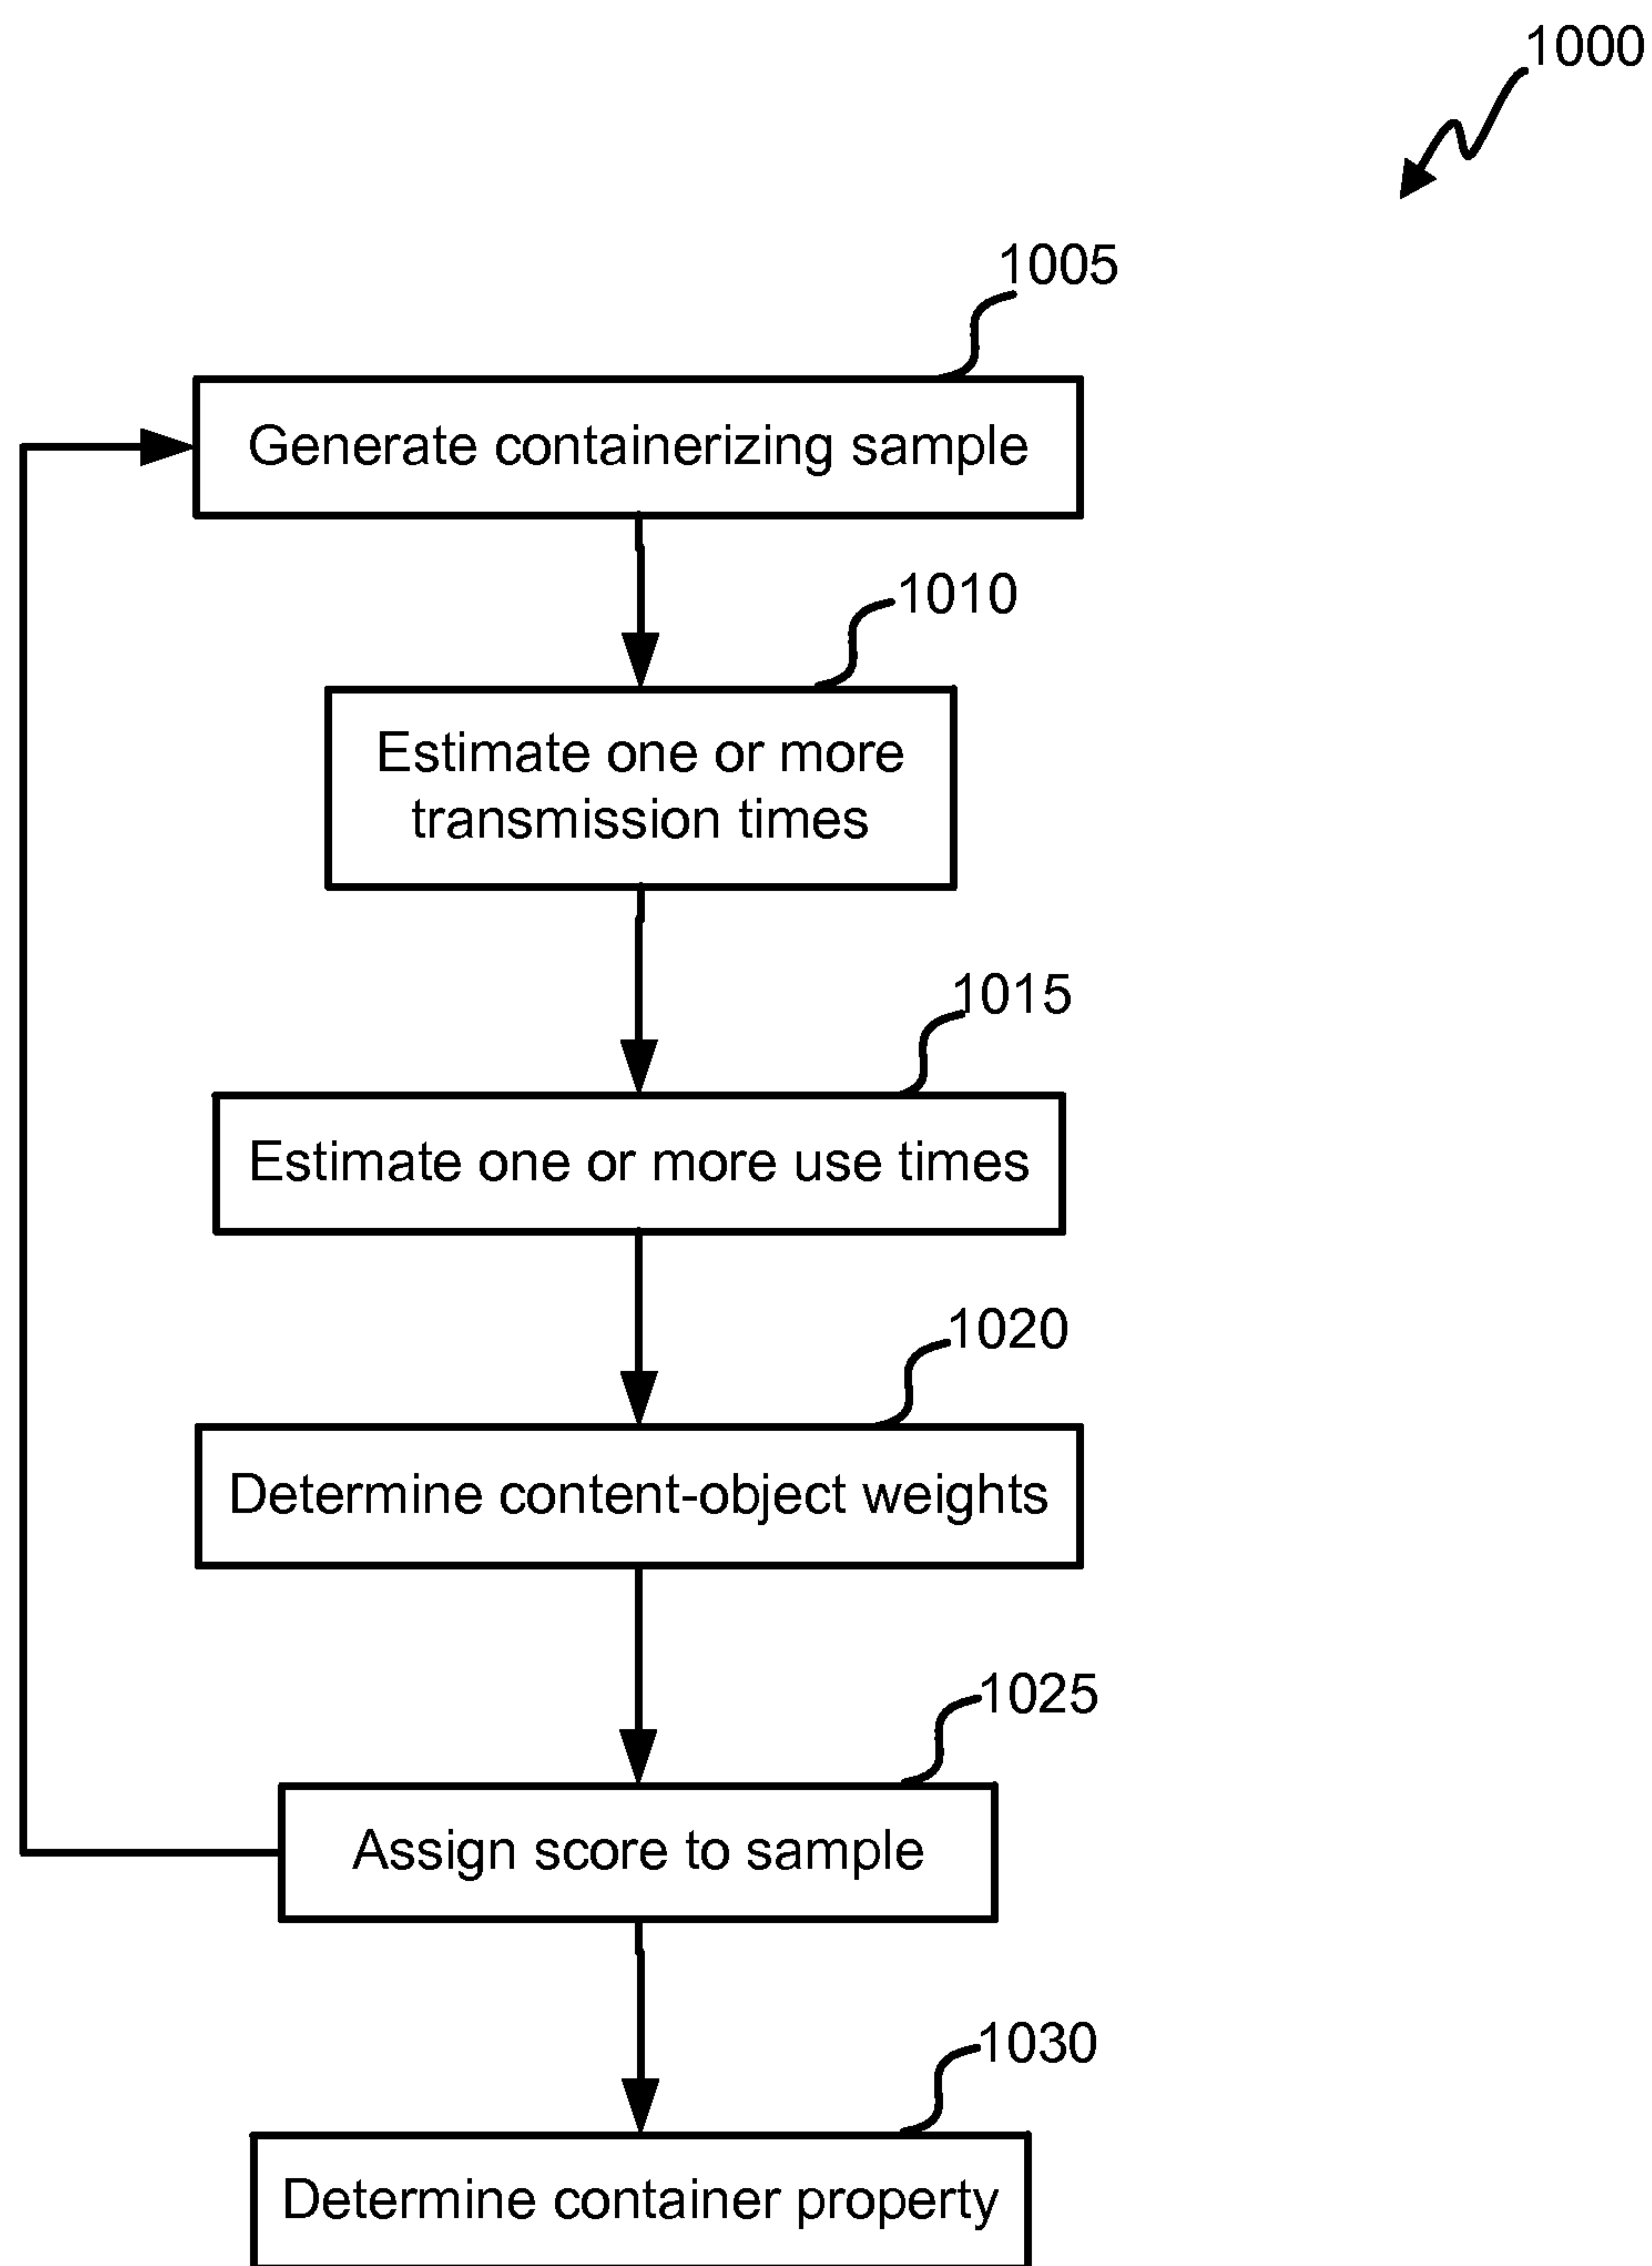 1000
1005
Generate containerizing sample
1010
Estimate one or more
transmission times
1015
Estimate one or more use times
1020
Determine content-object weights
1025
Assign score to sample
1030
Determine container property